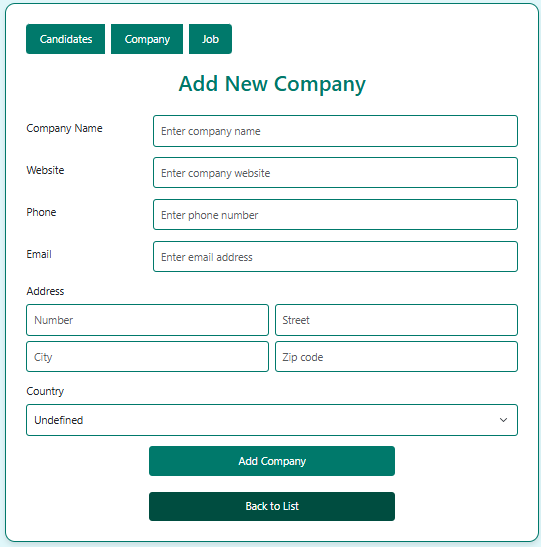 Candidates Company Job
Add New Company
Company Name Enter company name
Website Enter company website
Phone Enter phone number
Email Enter email address
Address
Number Street
City Zip code
Country
Undefined
Add Company
Back to List